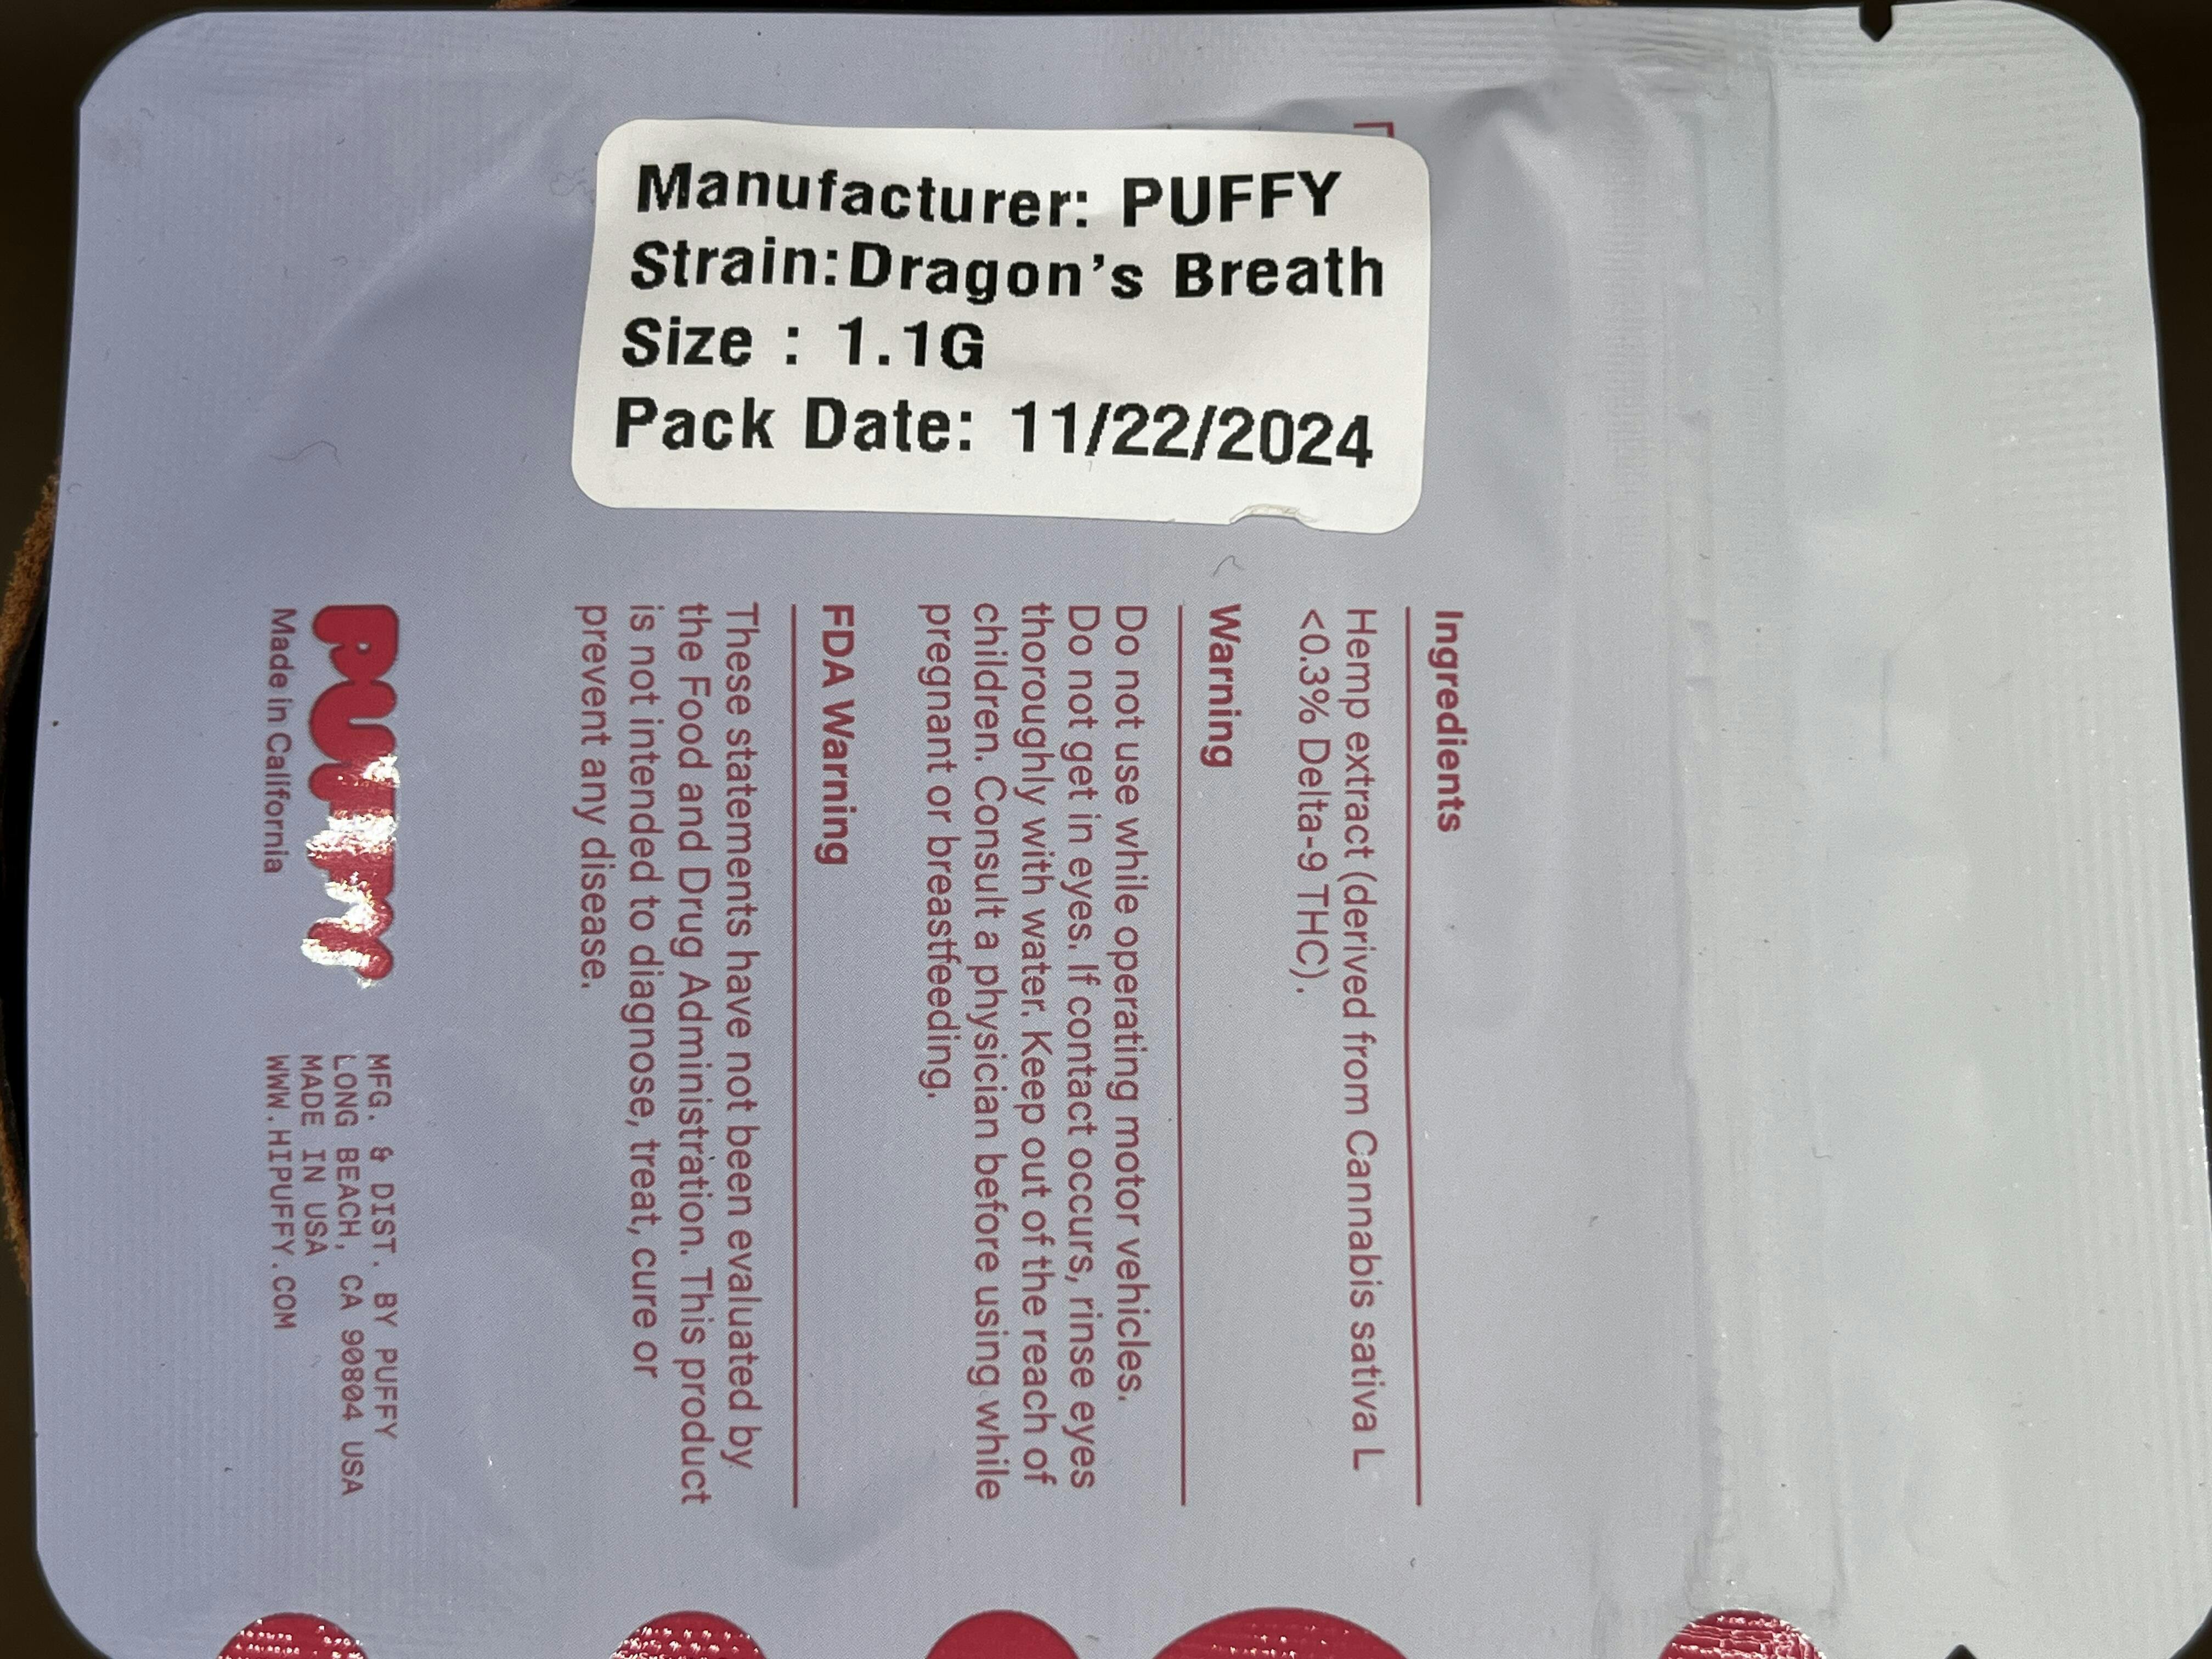 Manufacturer: PUFFY
Strain:Dragon's Breath
Size : 1.1G
Pack Date: 11/22/2024
Ingredients
Hemp extract (derived from Cannabis sativa L
<0.3% Delta-9 THC).
Warning
Do not use while operating motor vehicles.
Do not get in eyes. If contact occurs, rinse eyes
thoroughly with water. Keep out of the reach of
children. Consult a physician before using while
pregnant or breastfeeding.
FDA Warning
These statements have not been evaluated by
the Food and Drug Administration. This product
is not intended to diagnose, treat, cure or
prevent any disease.
PUFFY
Made in California
MFG. & DIST. BY PUFFY
LONG BEACH, CA 90804 USA
MADE IN USA
WWW.HIPUFFY.COM